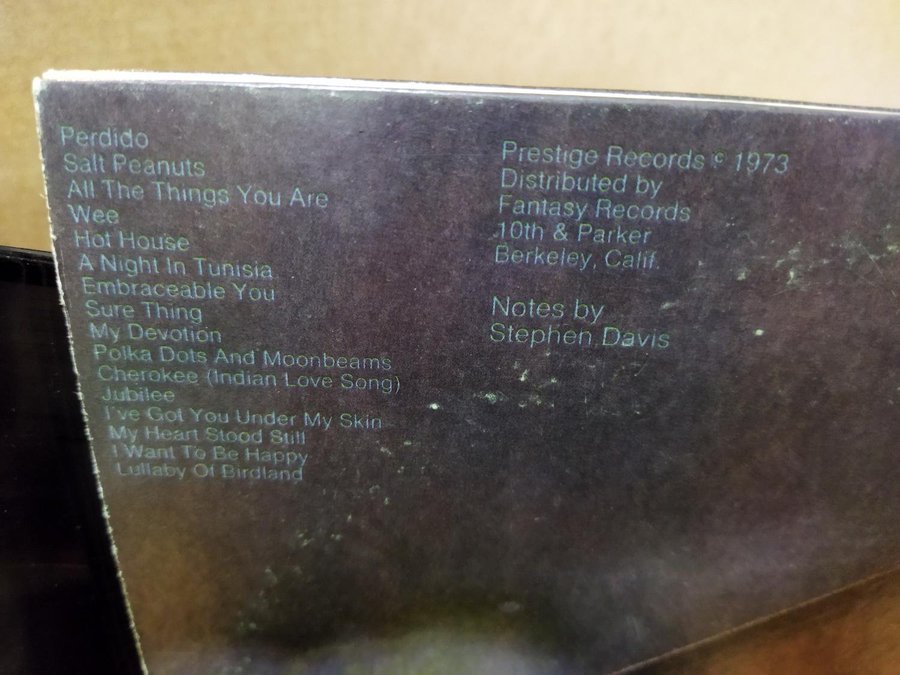 Perdido
Salt Peanuts
All The Things You Are
Wee
Hot House
A Night In Tunisia
Embraceable You
Sure Thing
My Devotion
Polka Dots And Moonbeams
Cherokee (Indian Love Song)
Jubilee
I've Got You Under My Skin
My Heart Stood Still
I Want To Be Happy
Lullaby Of Birdland
Prestige Records © 1973
Distributed by
Fantasy Records
10th & Parker
Berkeley, Calif.
Notes by
Stephen Davis